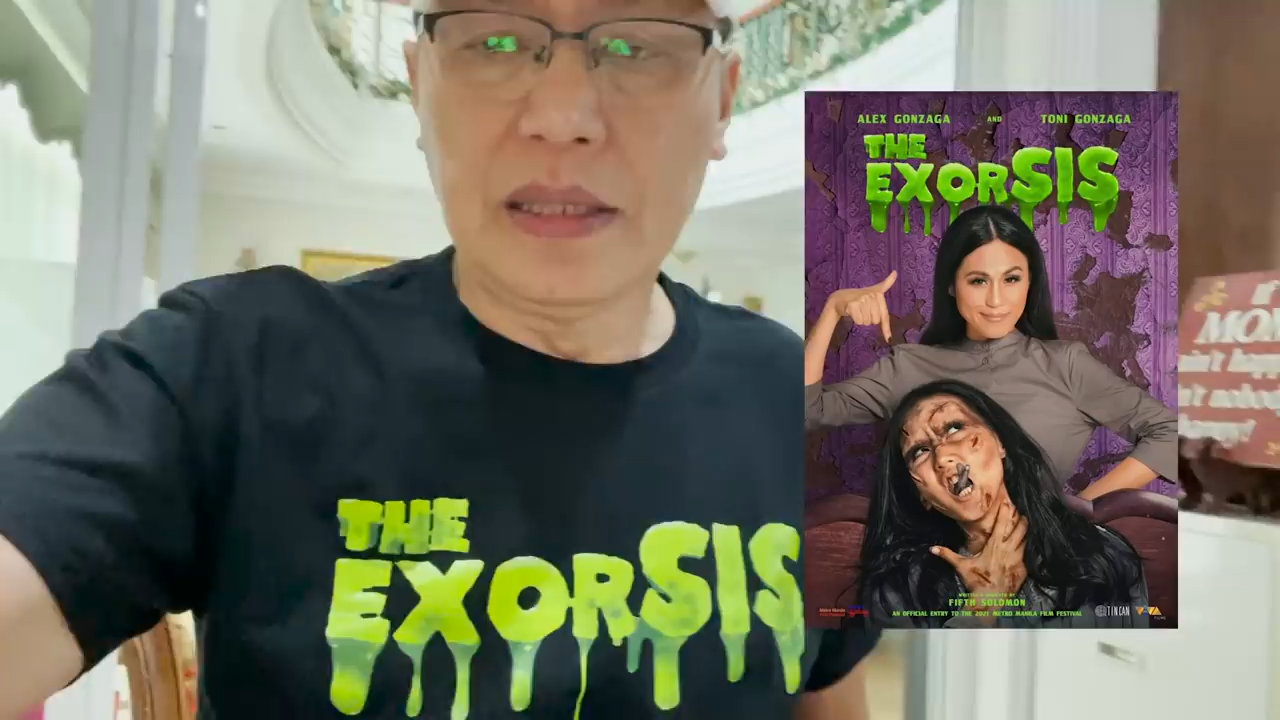 THE
EXORSIS
ALEX GONZAGA AND TONI GONZAGA
THE
EXORSIS
WRITTEN & DIRECTED BY
FIFTH SOLOMON
AN OFFICIAL ENTRY TO THE 2021 METRO MANILA FILM FESTIVAL
TINCAN
VIVA